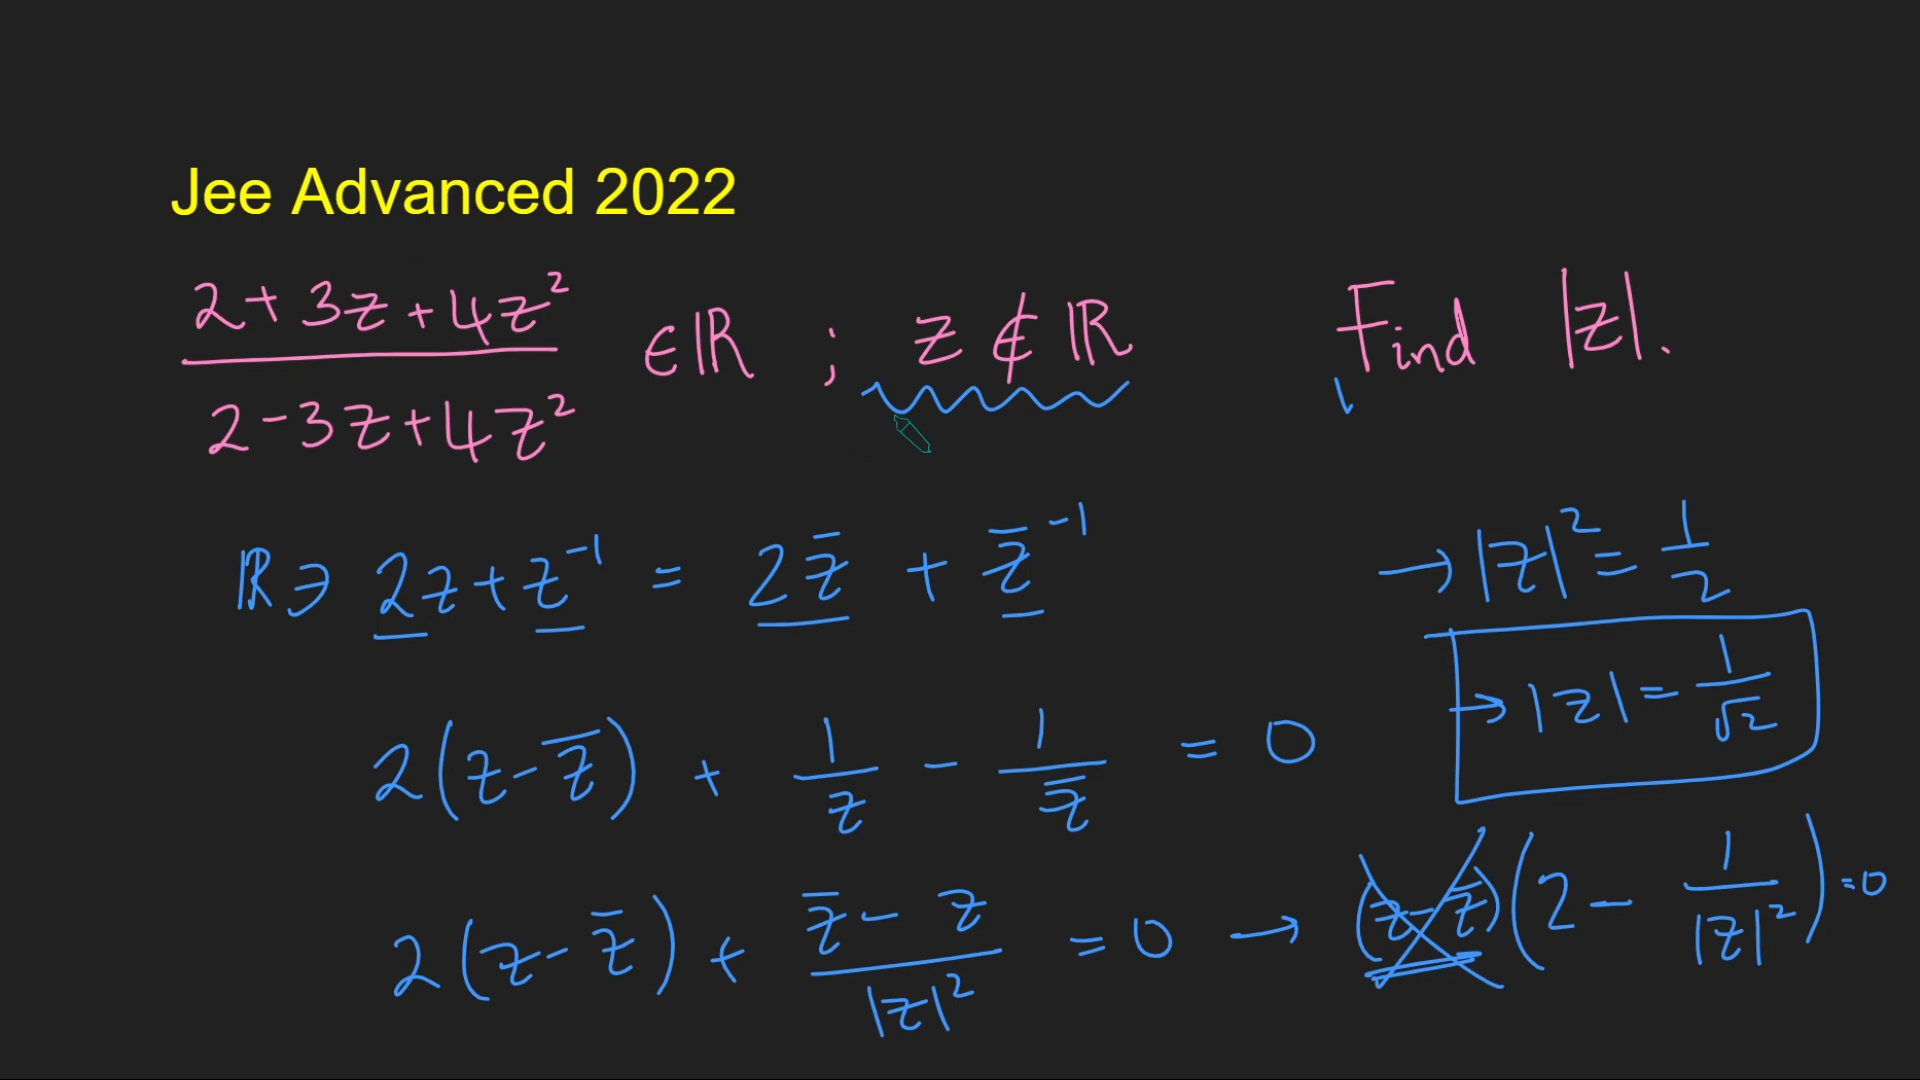 Jee Advanced 2022
(2+3z+4z²)/(2-3z+4z²) ∈ℝ ; z ∉ ℝ Find |z|.
ℝ∋ 2z+z⁻¹ = 2z̅ + z̅⁻¹ → |z|² = 1/2
→ |z| = 1/√2
2(z-z̅) + 1/z - 1/z̅ = 0
2(z-z̅) + (z̅-z)/|z|² = 0 → (z-z̅)(2 - 1/|z|²) = 0